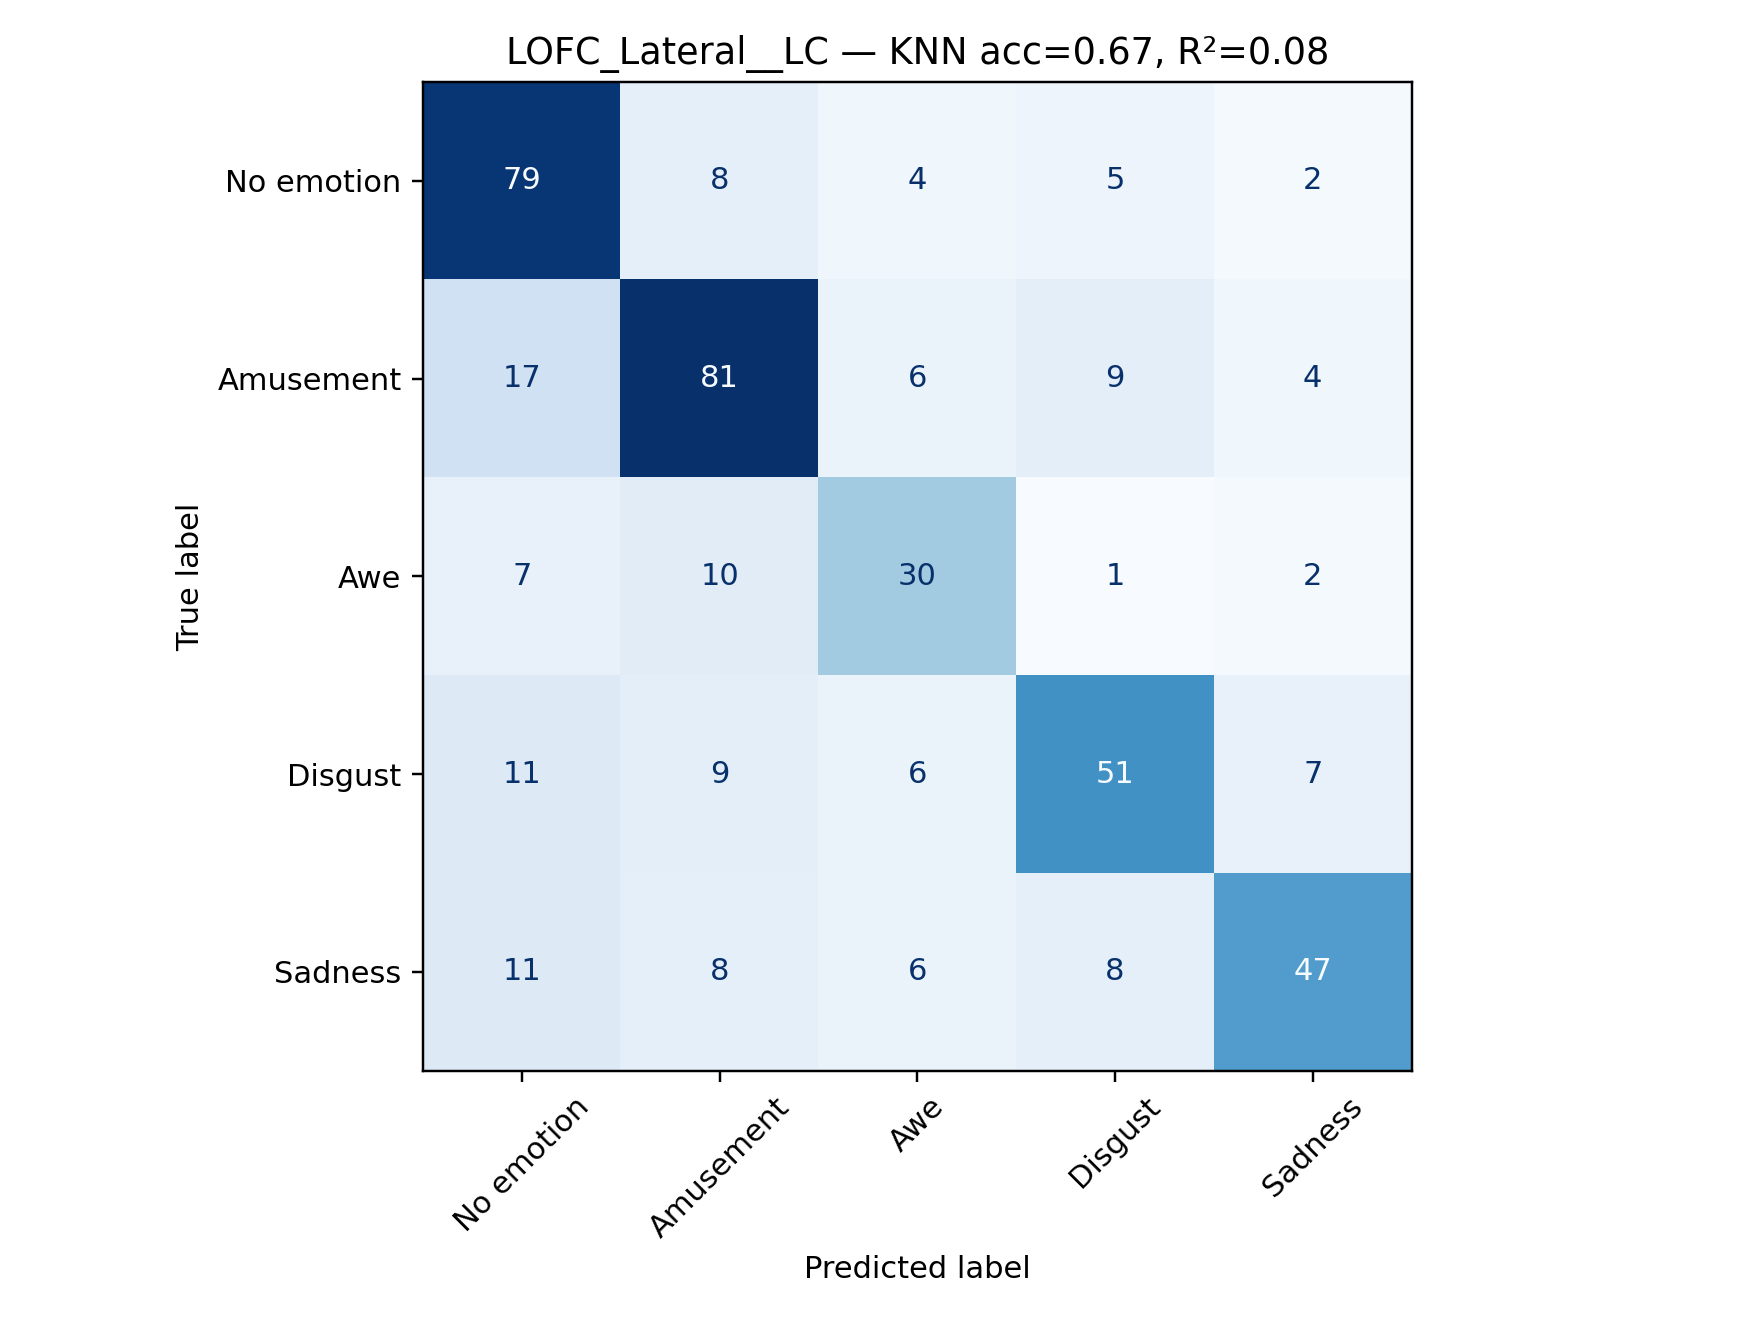 LOFC_Lateral__LC — KNN acc=0.67, R²=0.08
No emotion 79 8 4 5 2
Amusement 17 81 6 9 4
Awe 7 10 30 1 2
Disgust 11 9 6 51 7
Sadness 11 8 6 8 47
True label
No emotion Amusement Awe Disgust Sadness
Predicted label